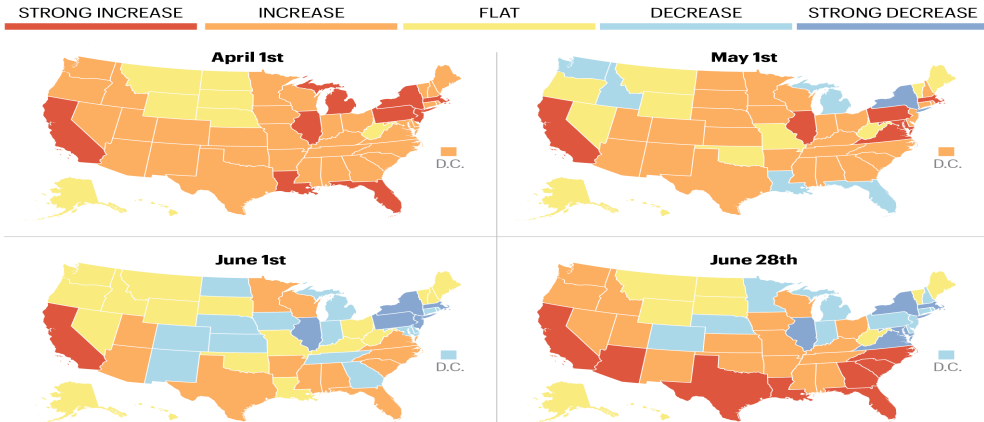 STRONG INCREASE INCREASE FLAT DECREASE STRONG DECREASE
April 1st
D.C.
May 1st
D.C.
June 1st
D.C.
June 28th
D.C.